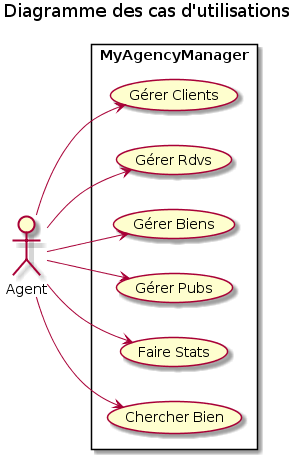 Diagramme des cas d'utilisations
MyAgencyManager
Gérer Clients
Gérer Rdvs
Gérer Biens
Agent
Gérer Pubs
Faire Stats
Chercher Bien